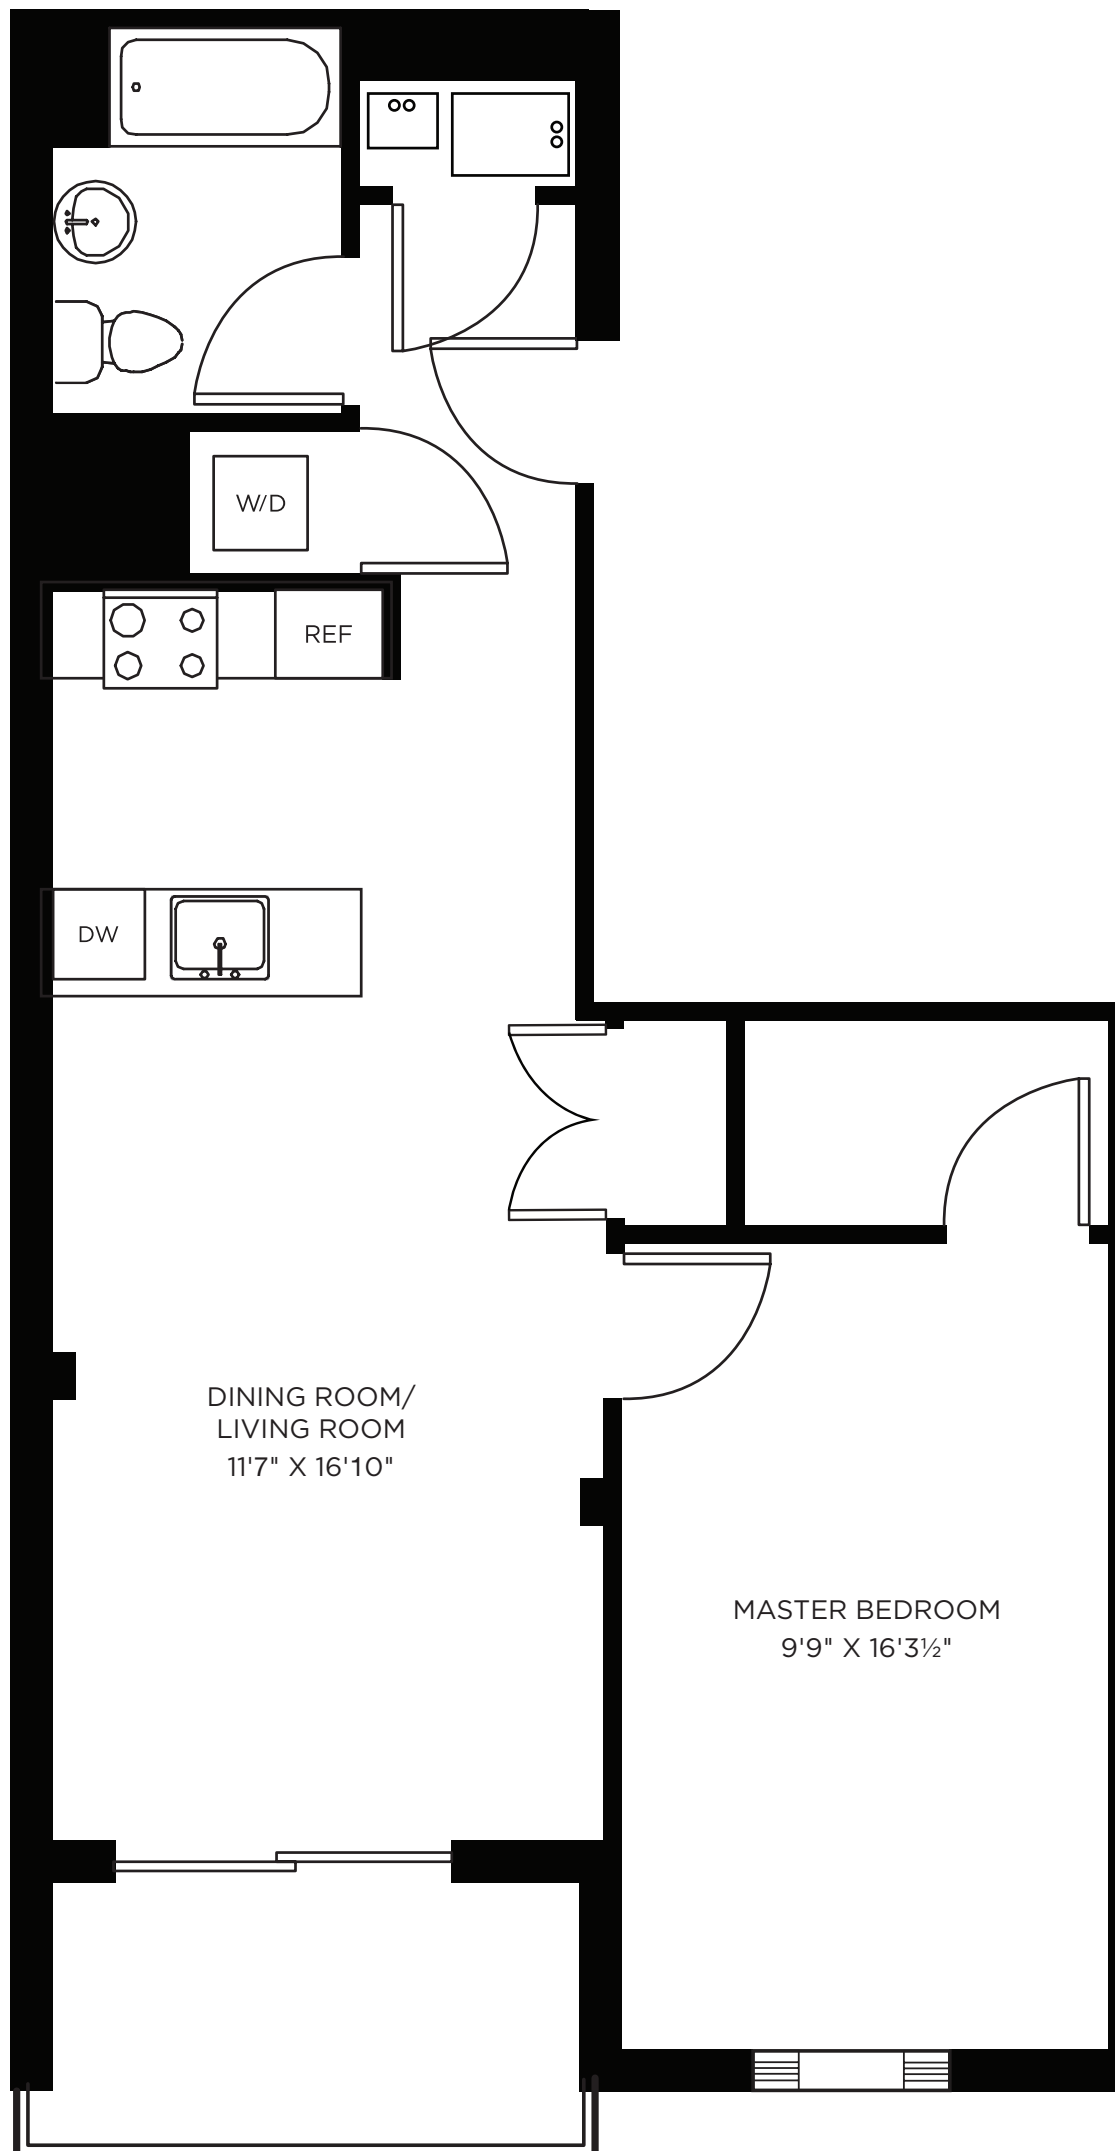 W/D
REF
DW
DINING ROOM/
LIVING ROOM
11'7" X 16'10"
MASTER BEDROOM
9'9" X 16'3½"